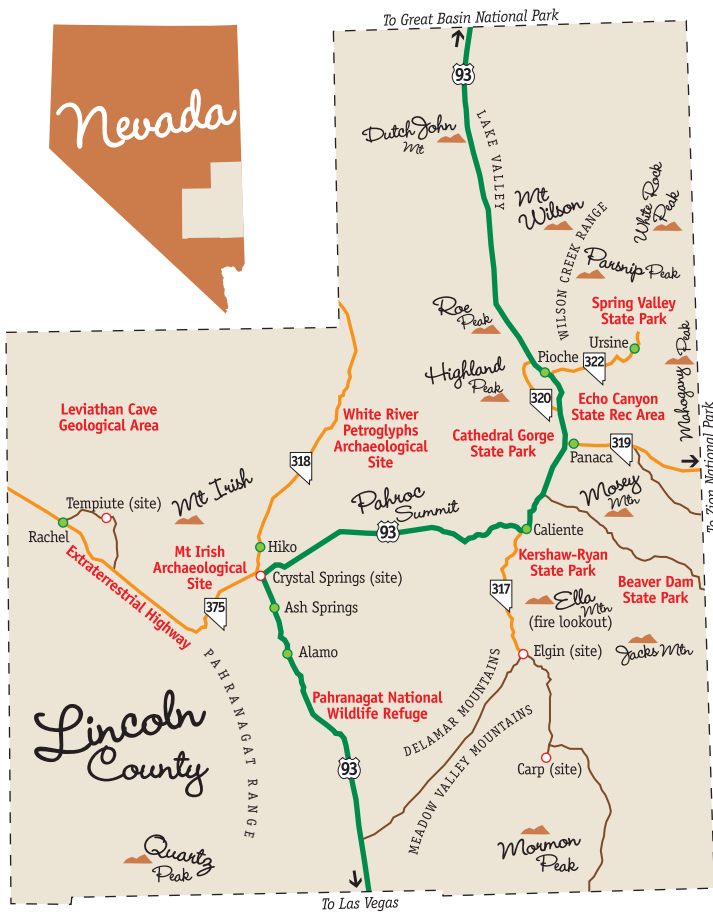 To Great Basin National Park
Nevada
93
Dutch John
Mt
LAKE VALLEY
Mt
Wilson
White Rock
Peak
WILSON CREEK RANGE
Parsnip Peak
Roe
Peak
Spring Valley
State Park
Ursine
Pioche
322
Mahogany Peak
Highland
Peak
320
Echo Canyon
State Rec Area
Leviathan Cave
Geological Area
White River
Petroglyphs
Archaeological
Site
Cathedral Gorge
State Park
319
Panaca
To Zion National Park
318
Mt Irish
Pahroc
Summit
93
Mosey
Mtn
Tempiute (site)
Rachel
Caliente
Hiko
Mt Irish
Archaeological
Site
Kershaw-Ryan
State Park
Extraterrestrial Highway
Crystal Springs (site)
Beaver Dam
State Park
375
Ash Springs
317
Ella
Mtn
(fire lookout)
Alamo
Elgin (site)
Jacks Mtn
PAHRANAGAT RANGE
Pahranagat National
Wildlife Refuge
DELAMAR MOUNTAINS
MEADOW VALLEY MOUNTAINS
Lincoln
County
93
Carp (site)
Quartz
Peak
Mormon
Peak
To Las Vegas